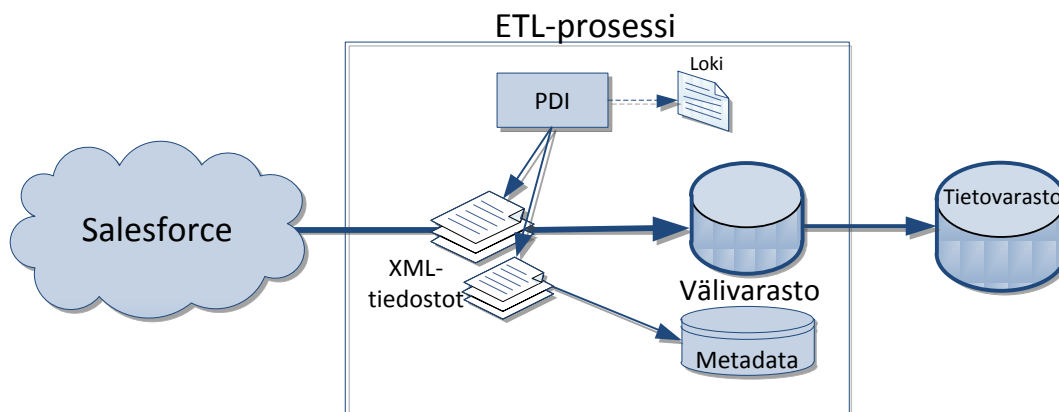 ETL-prosessi
Loki
PDI
Salesforce
Tietovarasto
XML-
tiedostot
Välivarasto
Metadata